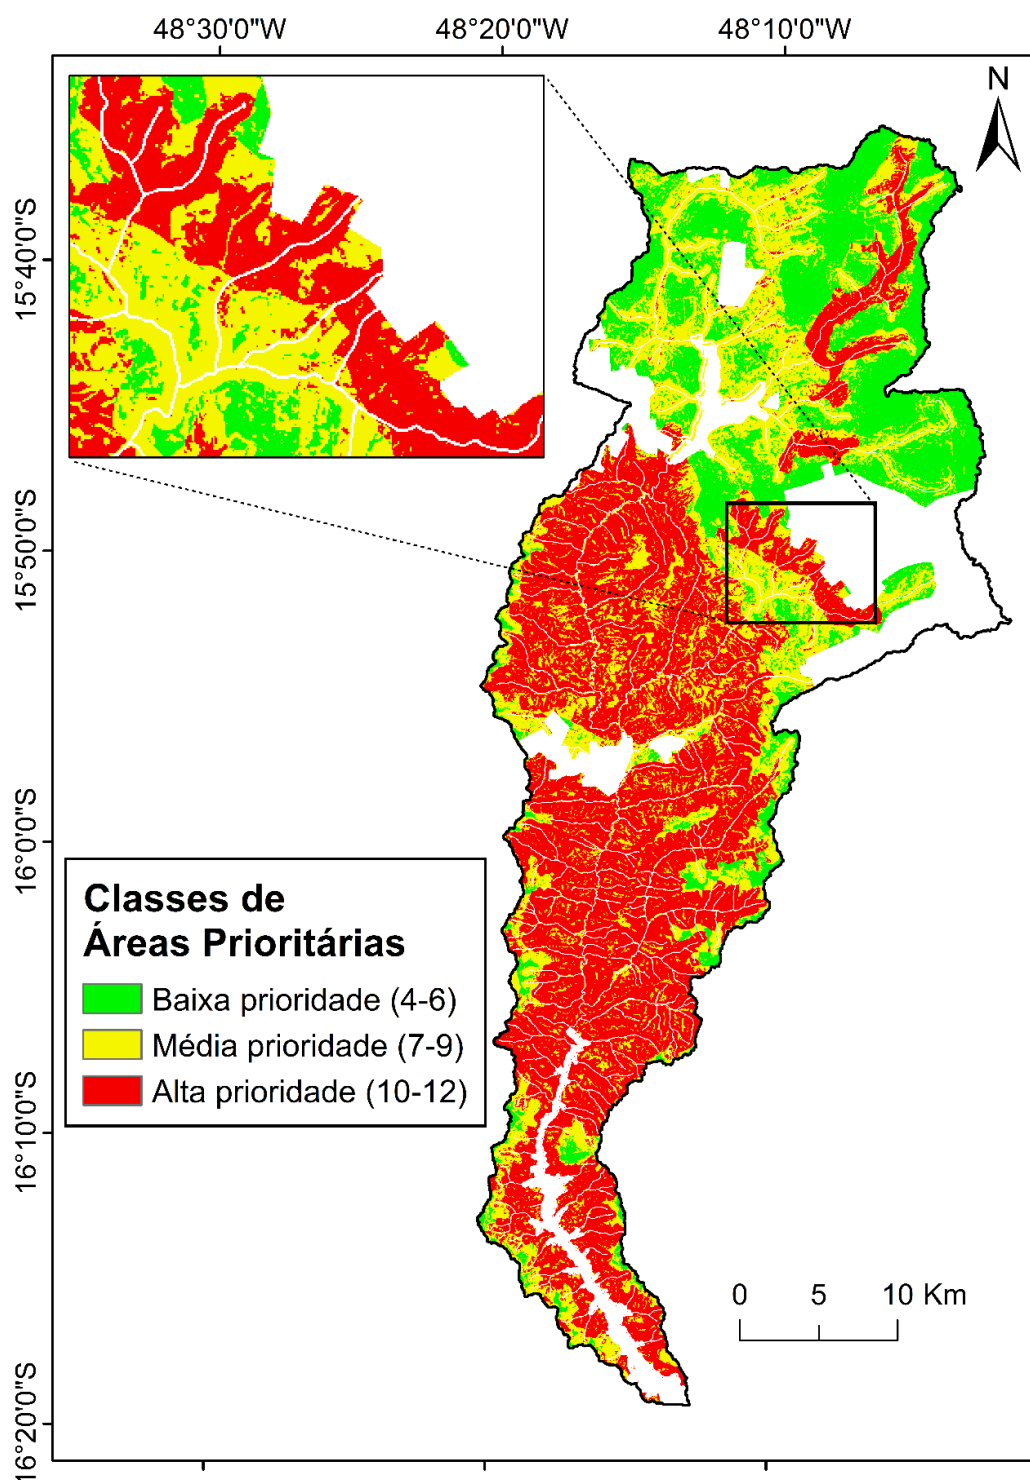 48°30'0"W 48°20'0"W 48°10'0"W
N
15°40'0"S
15°50'0"S
16°0'0"S
Classes de
Áreas Prioritárias
Baixa prioridade (4-6)
Média prioridade (7-9)
Alta prioridade (10-12)
16°10'0"S
0 5 10 Km
16°20'0"S